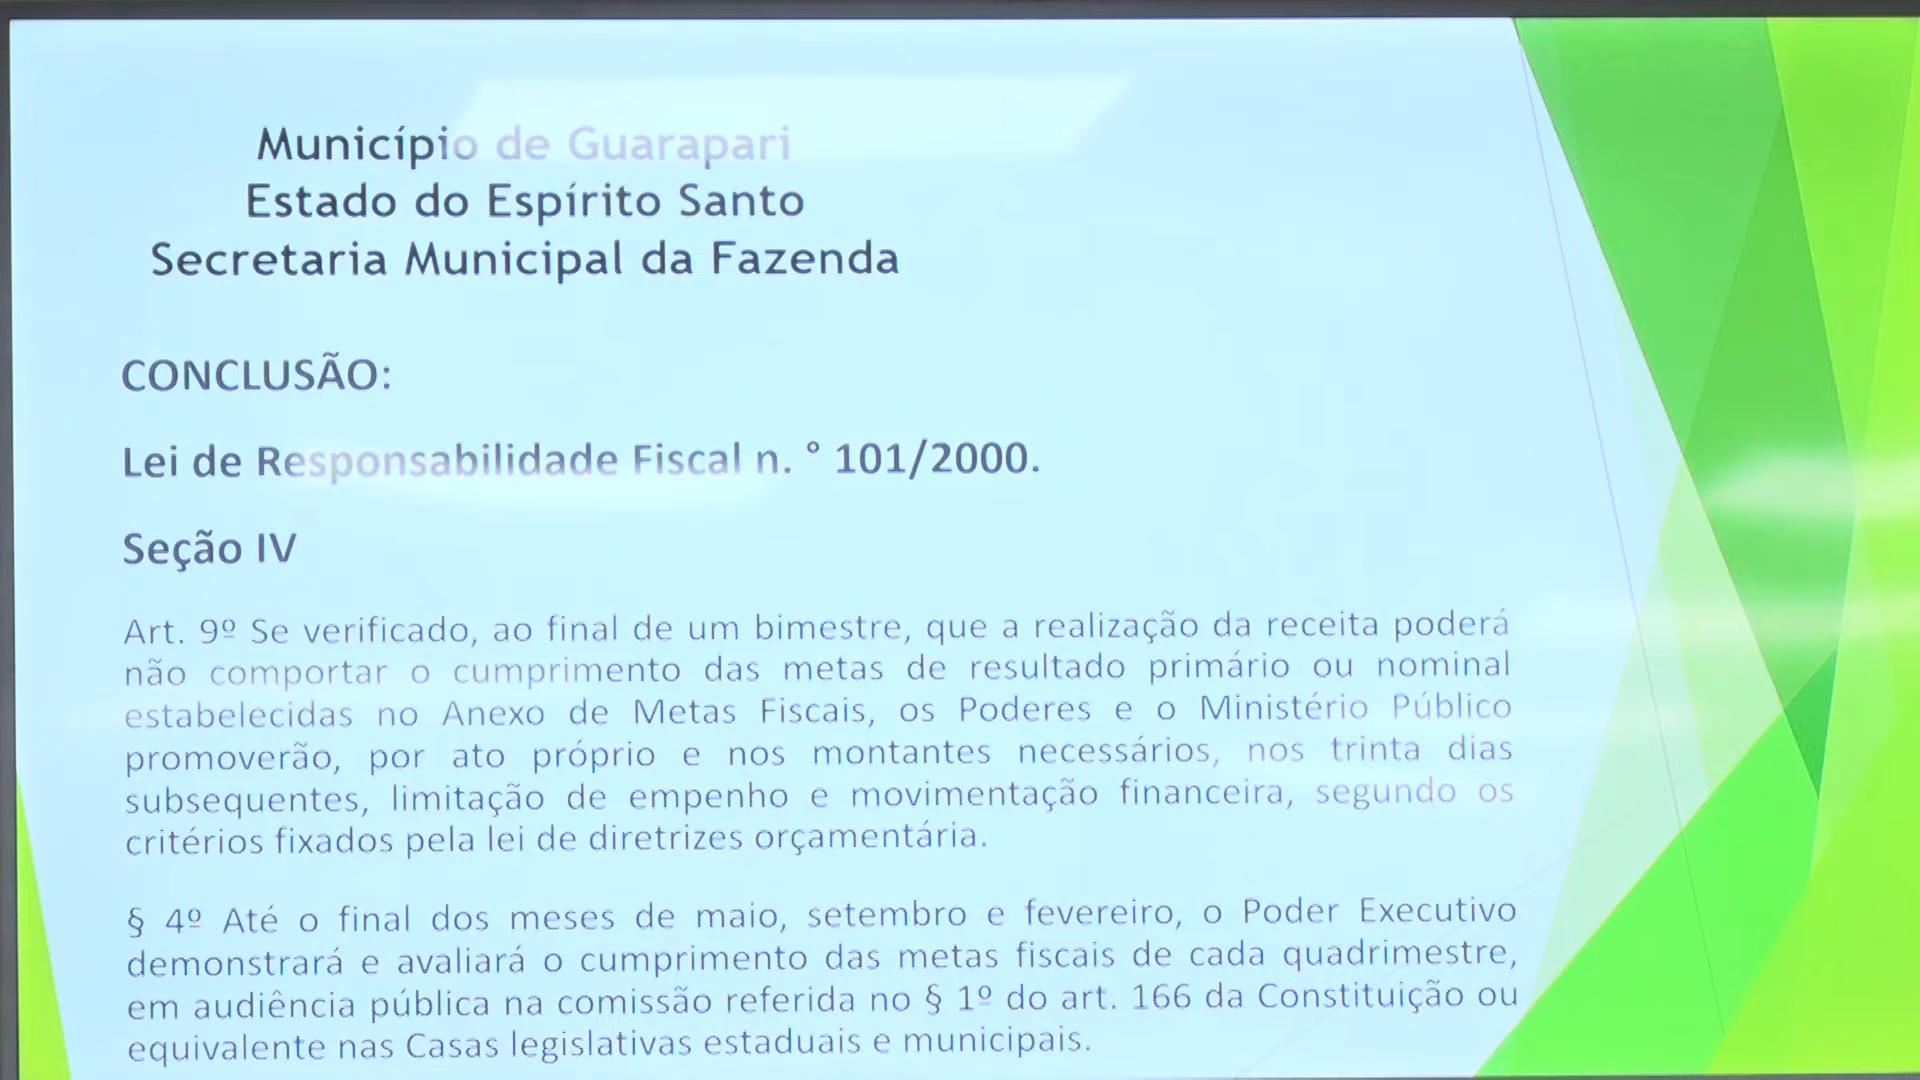 Município de Guarapari
Estado do Espírito Santo
Secretaria Municipal da Fazenda
CONCLUSÃO:
Lei de Responsabilidade Fiscal n. ° 101/2000.
Seção IV
Art. 9º Se verificado, ao final de um bimestre, que a realização da receita poderá
não comportar o cumprimento das metas de resultado primário ou nominal
estabelecidas no Anexo de Metas Fiscais, os Poderes e o Ministério Público
promoverão, por ato próprio e nos montantes necessários, nos trinta dias
subsequentes, limitação de empenho e movimentação financeira, segundo os
critérios fixados pela lei de diretrizes orçamentária.
§ 4º Até o final dos meses de maio, setembro e fevereiro, o Poder Executivo
demonstrará e avaliará o cumprimento das metas fiscais de cada quadrimestre,
em audiência pública na comissão referida no § 1º do art. 166 da Constituição ou
equivalente nas Casas legislativas estaduais e municipais.